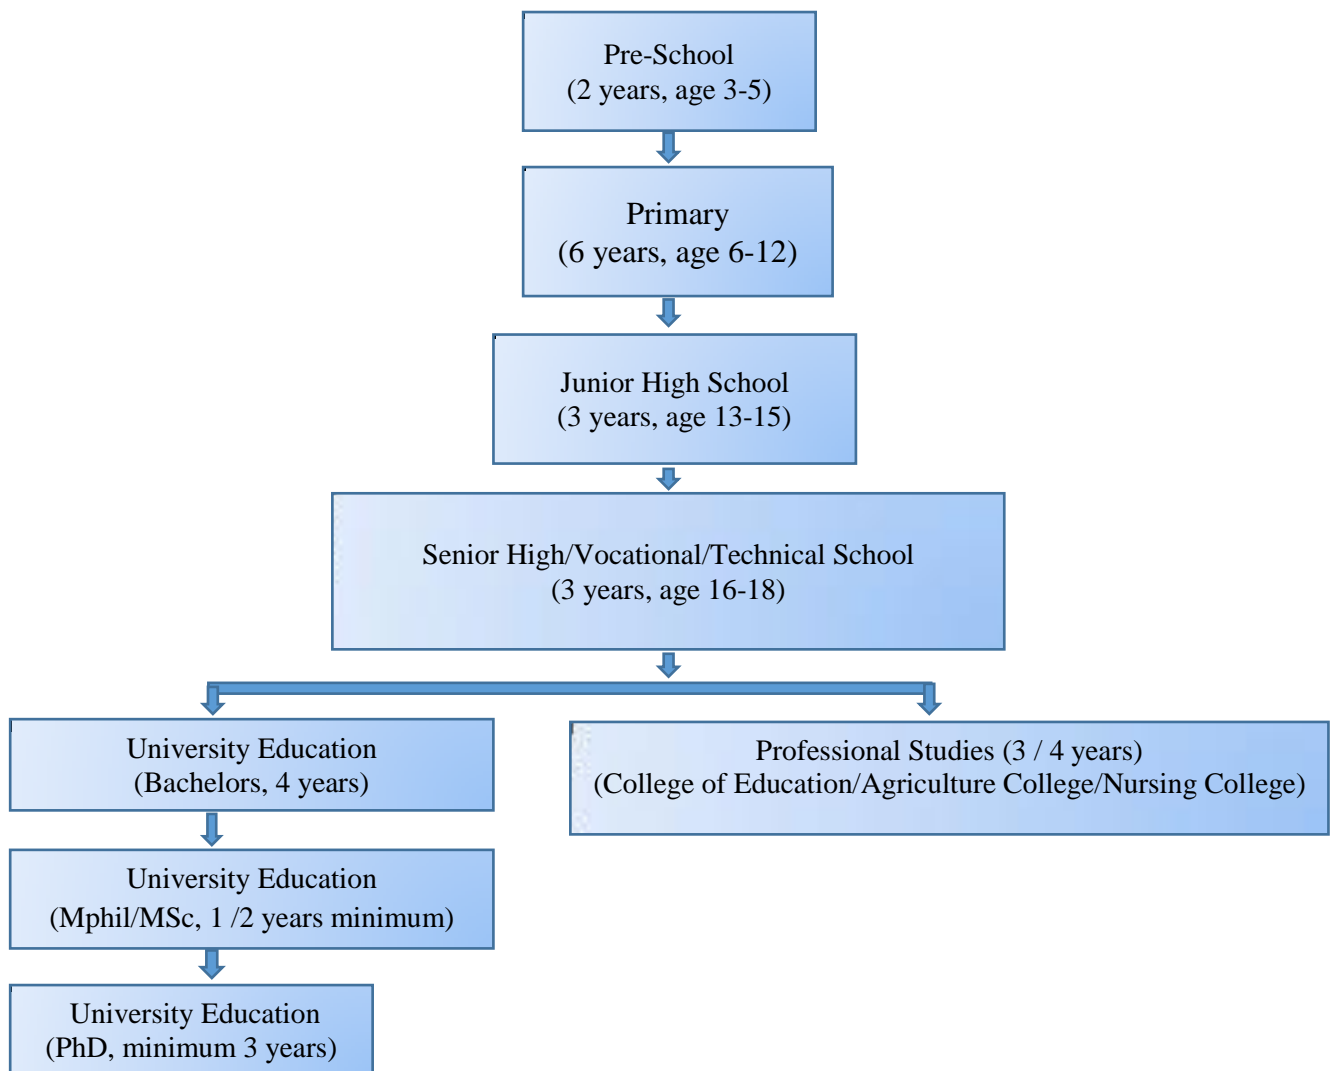 Pre-School
(2 years, age 3-5)
Primary
(6 years, age 6-12)
Junior High School
(3 years, age 13-15)
Senior High/Vocational/Technical School
(3 years, age 16-18)
University Education
(Bachelors, 4 years)
Professional Studies (3 / 4 years)
(College of Education/Agriculture College/Nursing College)
University Education
(Mphil/MSc, 1 /2 years minimum)
University Education
(PhD, minimum 3 years)